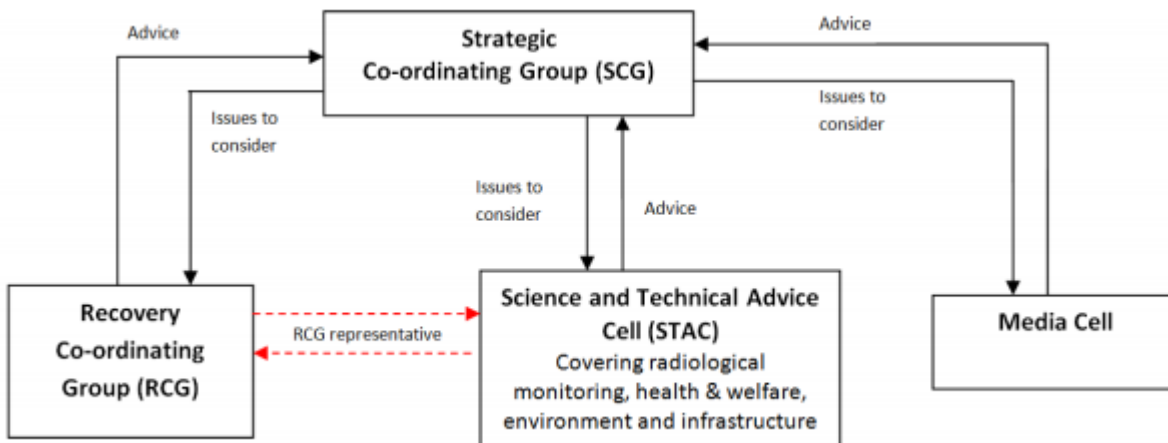 Advice
Strategic
Co-ordinating Group (SCG)
Advice
Issues to
consider
Issues to
consider
Issues to
consider
Advice
Recovery
Co-ordinating
Group (RCG)
RCG representative
Science and Technical Advice
Cell (STAC)
Covering radiological
monitoring, health & welfare,
environment and infrastructure
Media Cell